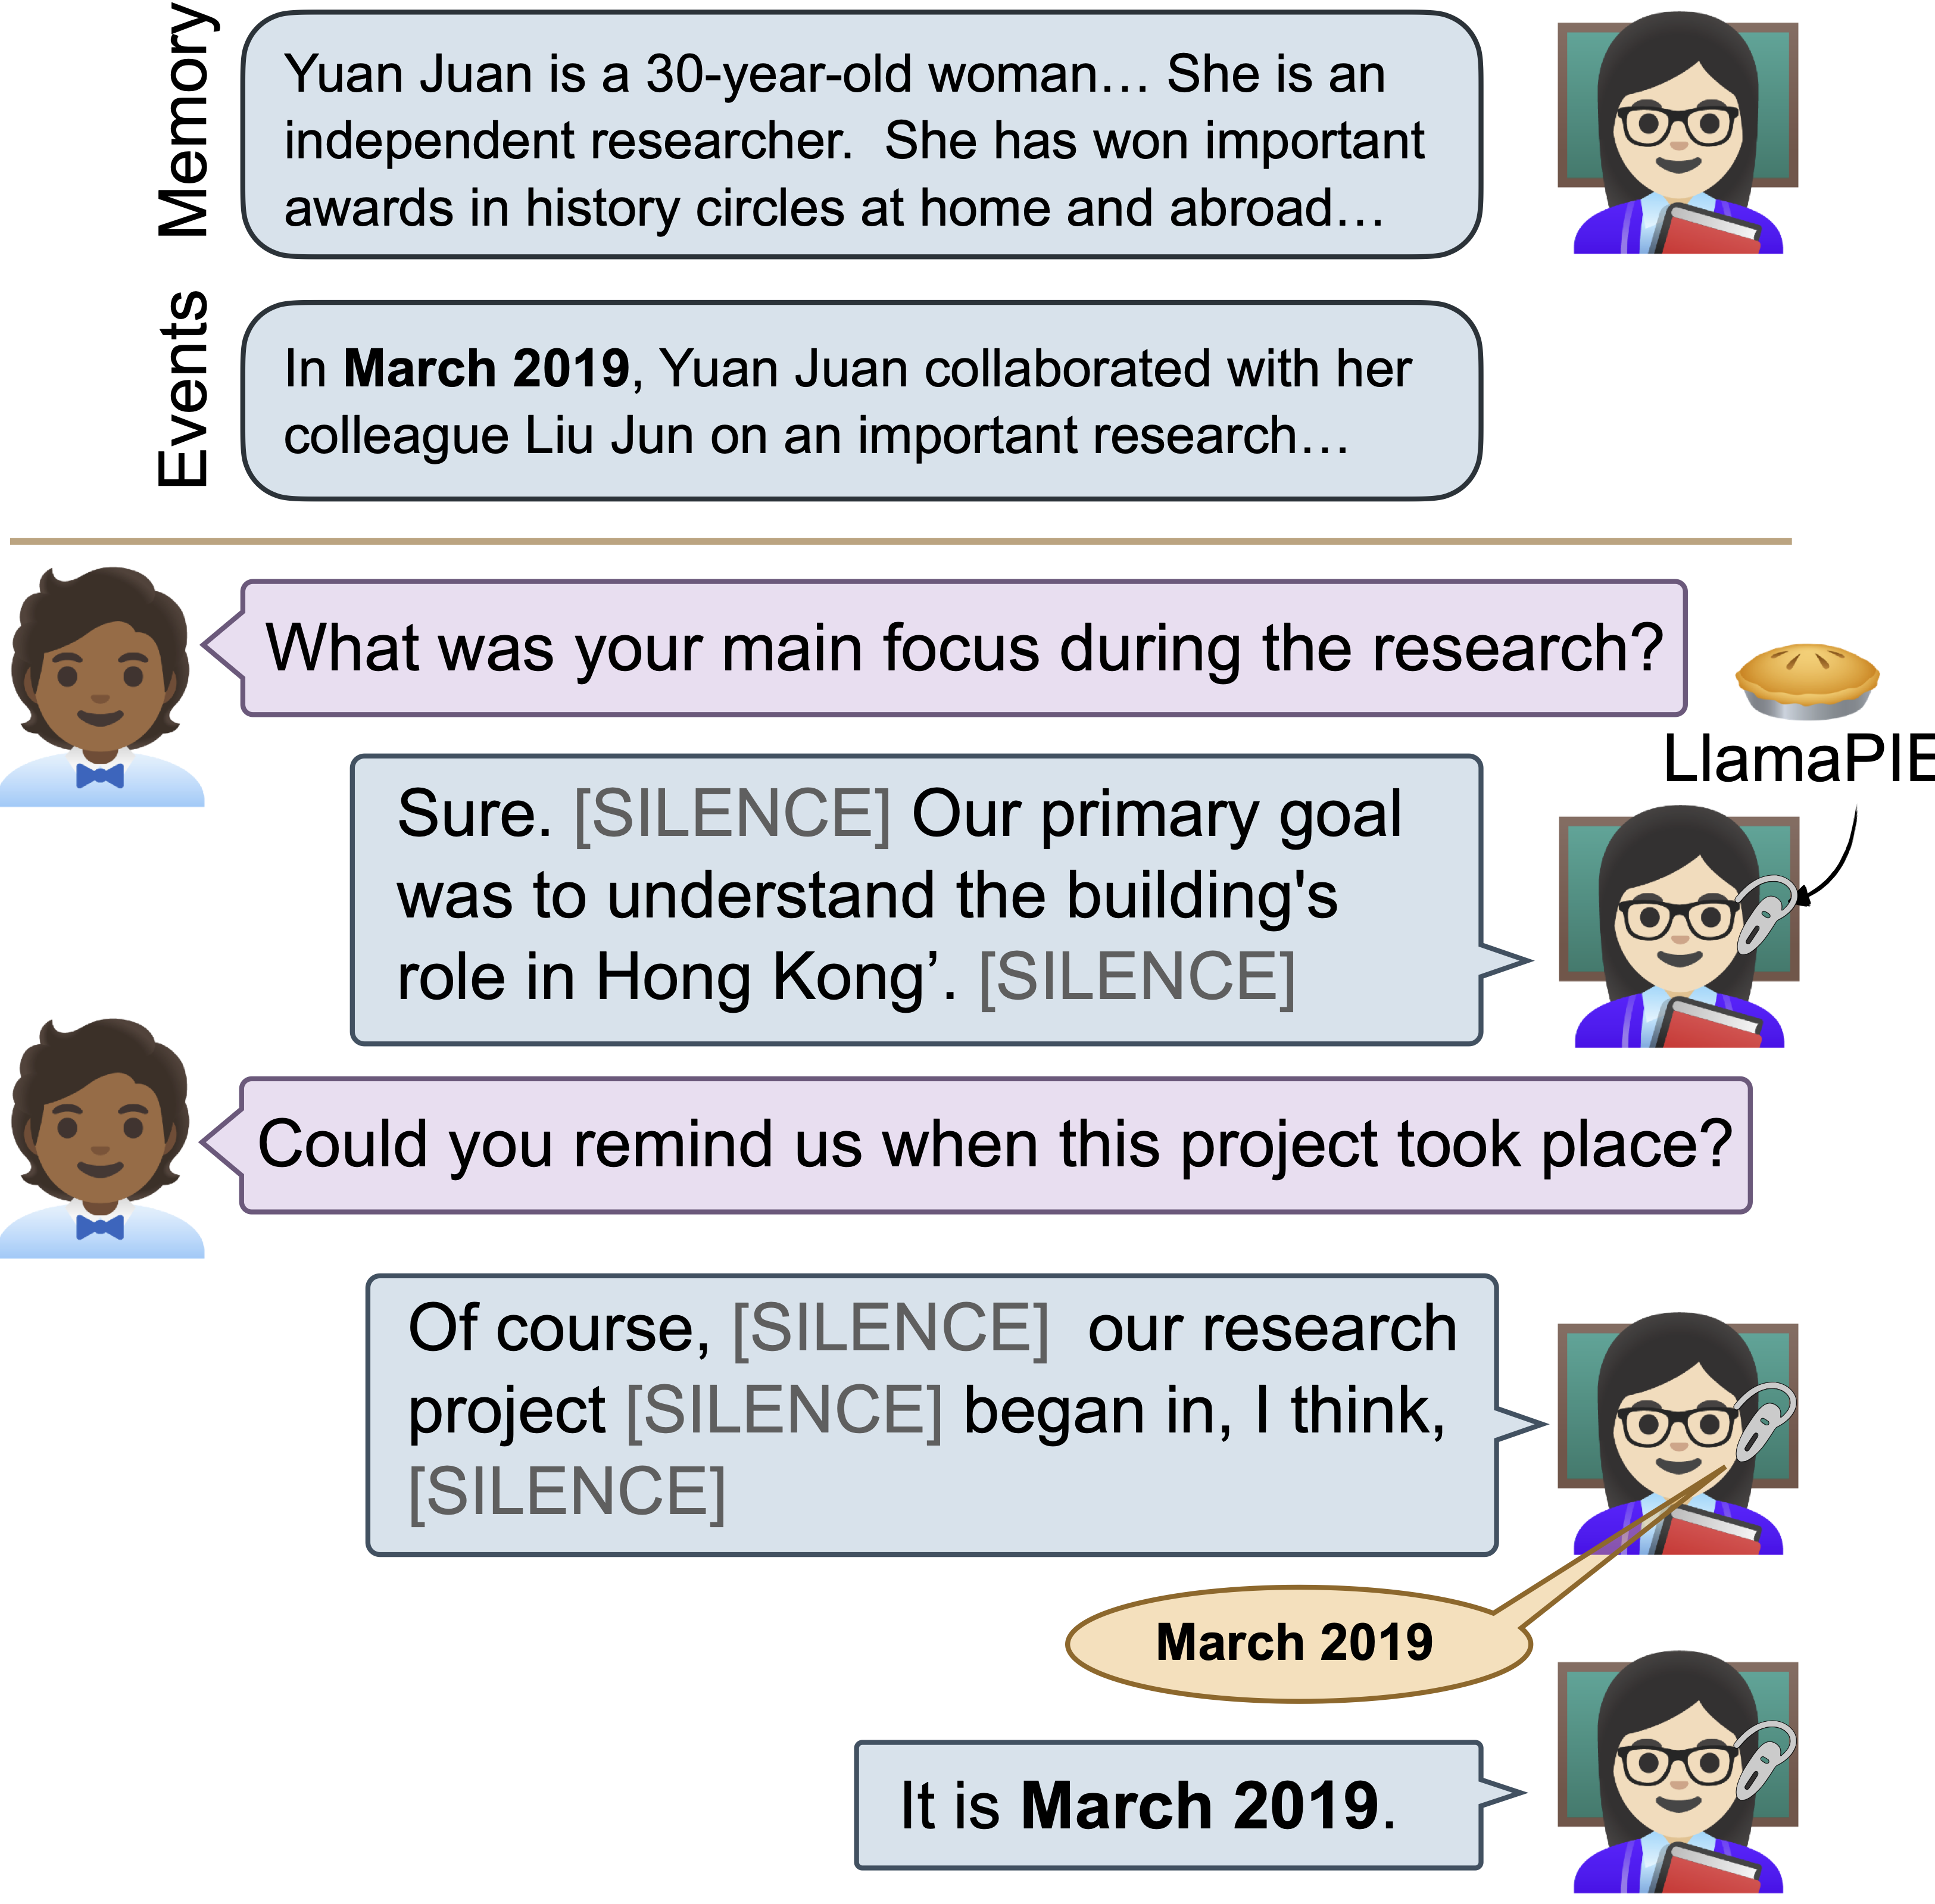 Memory
Yuan Juan is a 30-year-old woman… She is an
independent researcher.  She has won important
awards in history circles at home and abroad…
Events
In March 2019, Yuan Juan collaborated with her
colleague Liu Jun on an important research…
What was your main focus during the research?
LlamaPIE
Sure. [SILENCE] Our primary goal
was to understand the building's
role in Hong Kong’. [SILENCE]
Could you remind us when this project took place?
Of course, [SILENCE]  our research
project [SILENCE] began in, I think,
[SILENCE]
March 2019
It is March 2019.